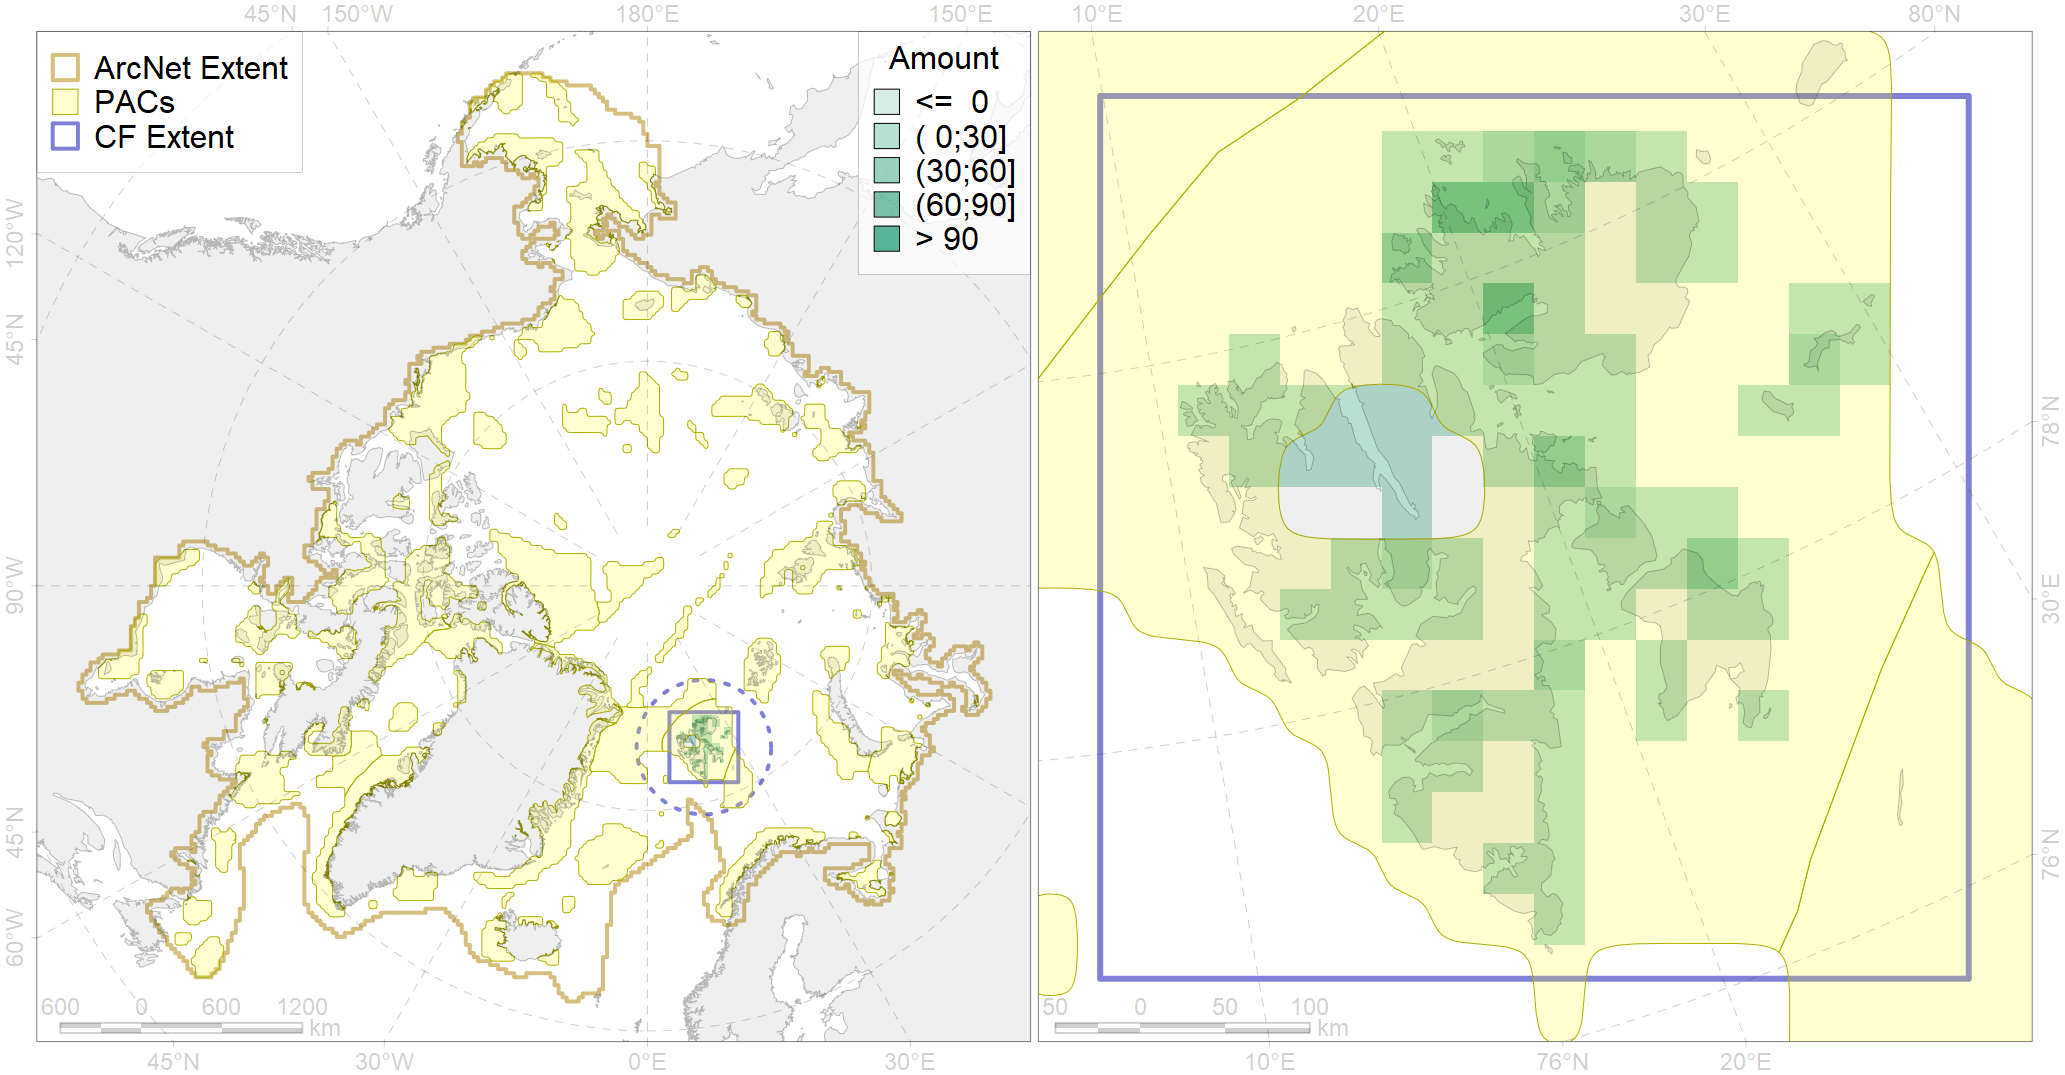 45°N 150°W 180°E 150°E 10°E 20°E 30°E 80°N
ArcNet Extent
PACs
CF Extent
Amount
<= 0
( 0;30]
(30;60]
(60;90]
> 90
120°W
45°N
90°W
45°N
60°W
78°N
30°E
76°N
600 0 600 1200
km
50 0 50 100
km
45°N 30°W 0°E 30°E 10°E 76°N 20°E